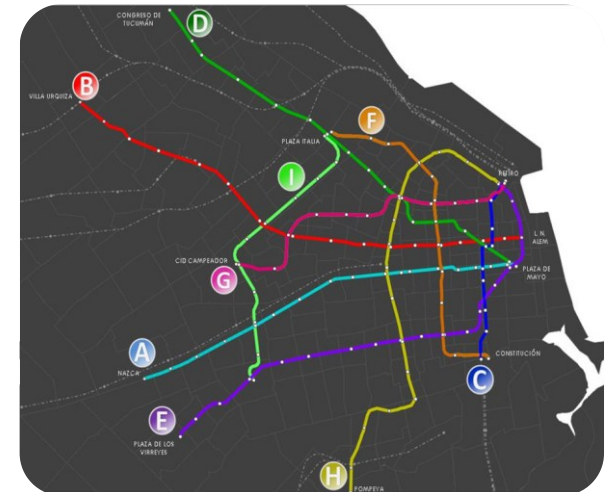 CONGRESO DE
TUCUMÁN
D
B
VILLA URQUIZA
F
PLAZA ITALIA
I
RETIRO
L.N.
ALEM
CID CAMPEADOR
G
PLAZA DE
MAYO
A
NAZCA
CONSTITUCIÓN
C
E
PLAZA DE LOS
VIRREYES
H
POMPEYA